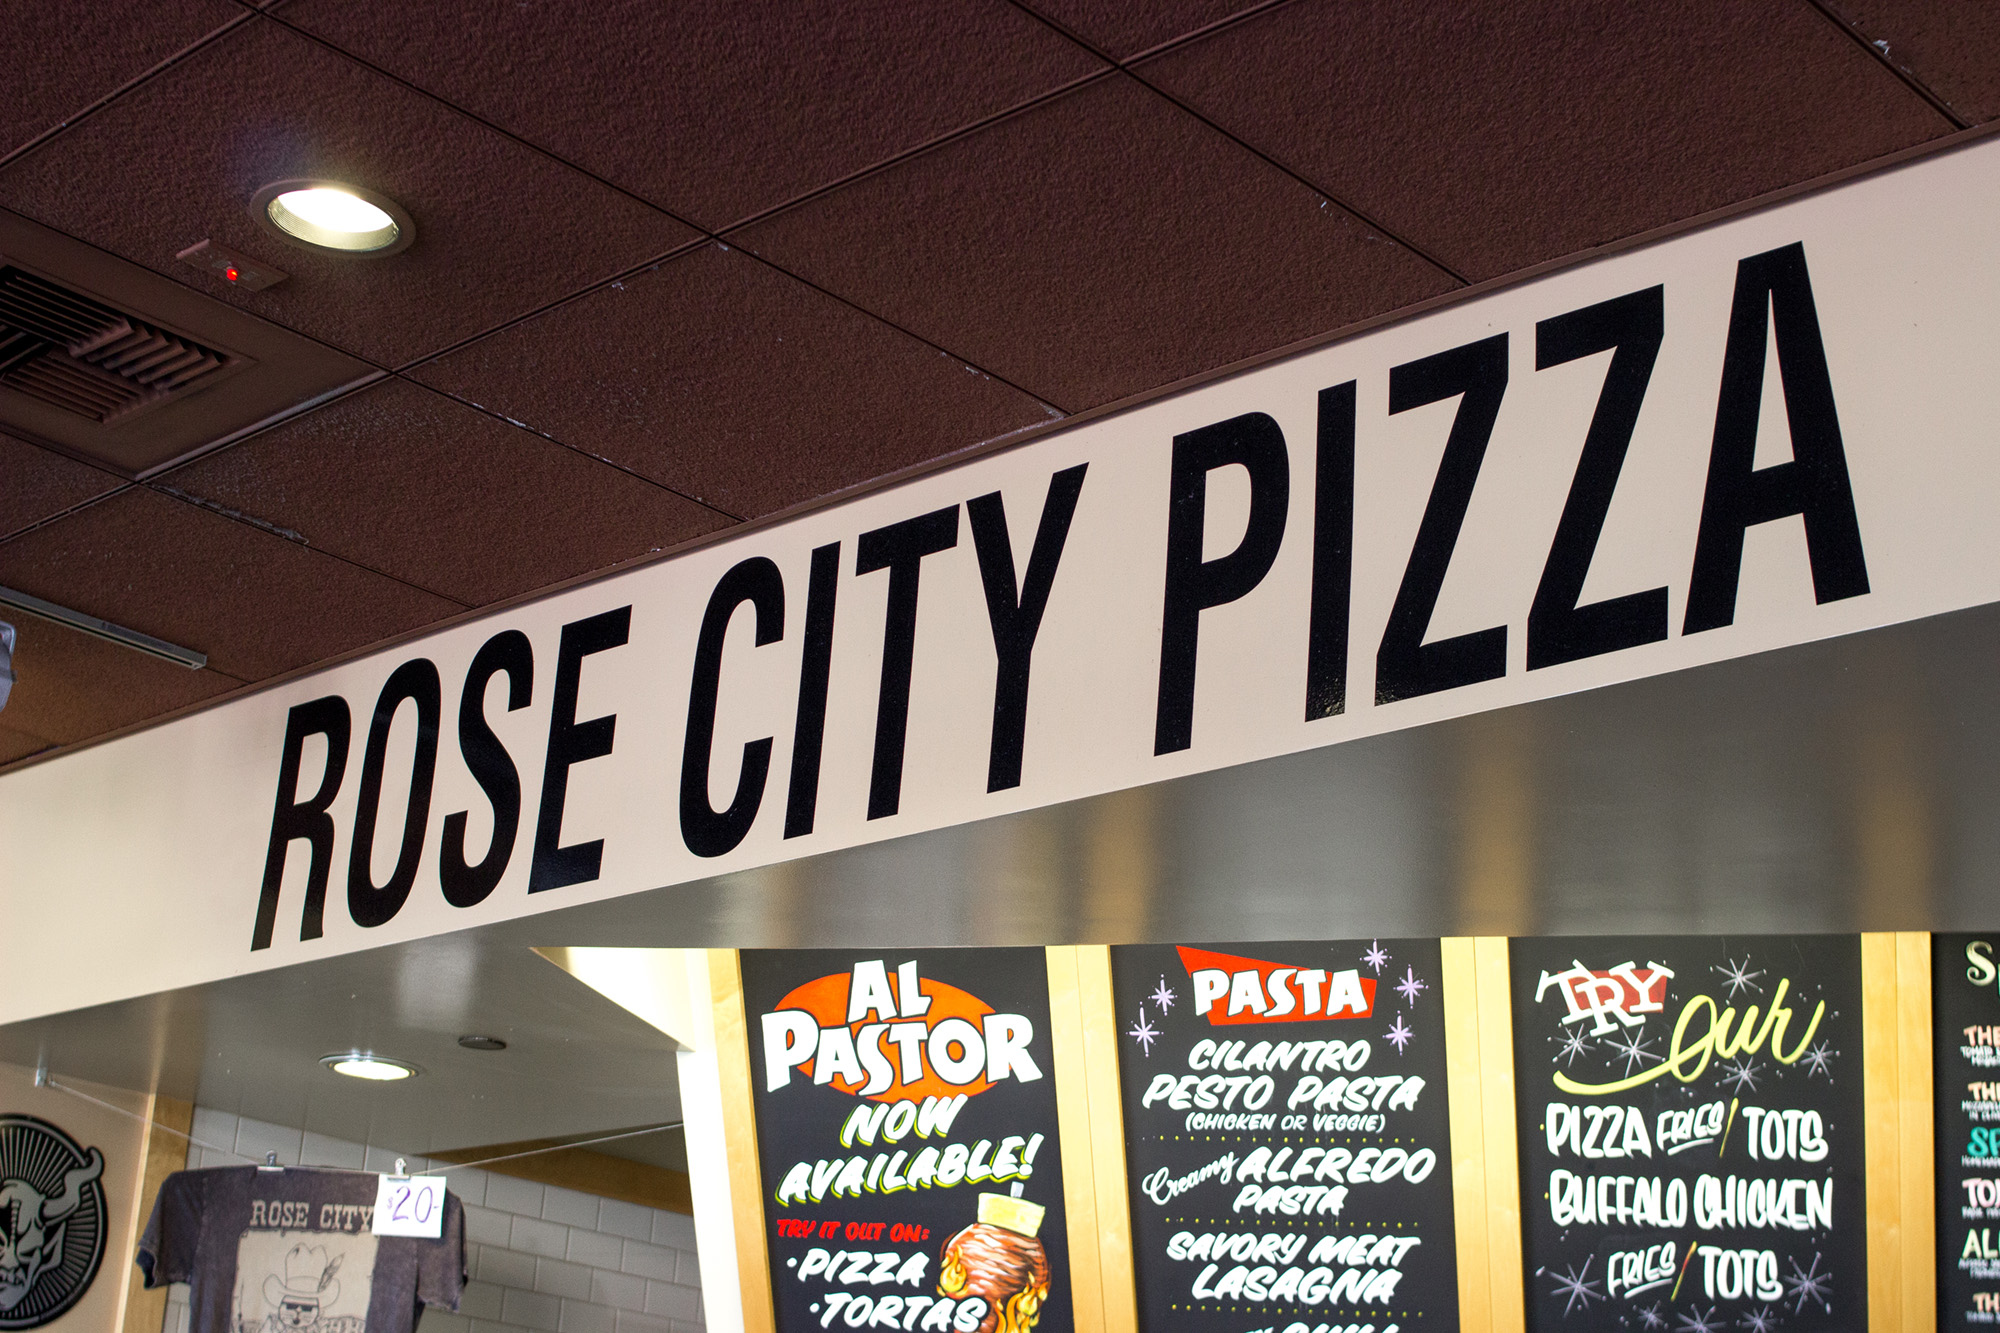 ROSE CITY PIZZA
ROSE CITY
$20-
AL
PASTOR
NOW
AVAILABLE!
TRY IT OUT ON:
·PIZZA
·TORTAS
PASTA
CILANTRO
PESTO PASTA
(CHICKEN OR VEGGIE)
Creamy ALFREDO
PASTA
SAVORY MEAT
LASAGNA
TRY Our
PIZZA FRIES/TOTS
BUFFALO CHICKEN
FRIES/TOTS